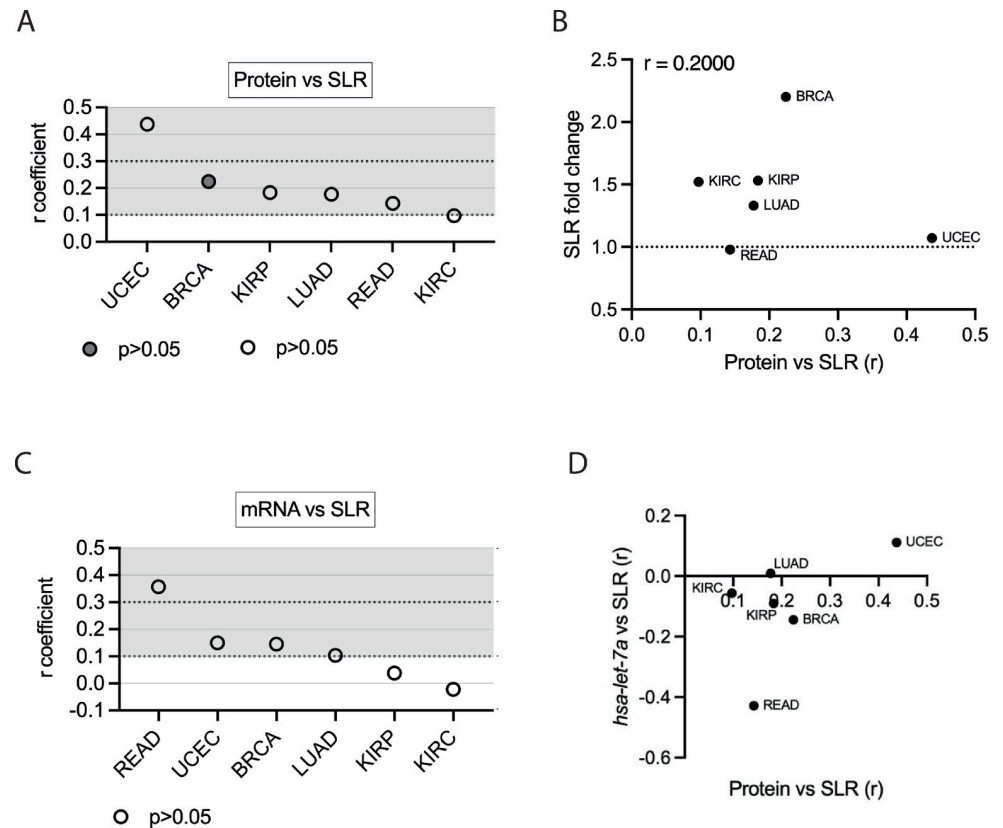 A
Protein vs SLR
r coefficient
0.5
0.4
0.3
0.2
0.1
0.0
UCEC
BRCA
KIRP
LUAD
READ
KIRC
p>0.05
p>0.05
B
r = 0.2000
SLR fold change
2.5
2.0
1.5
1.0
0.5
BRCA
KIRC
KIRP
LUAD
READ
UCEC
0.0 0.1 0.2 0.3 0.4 0.5
Protein vs SLR (r)
C
mRNA vs SLR
r coefficient
0.5
0.4
0.3
0.2
0.1
0.0
-0.1
READ
UCEC
BRCA
LUAD
KIRP
KIRC
p>0.05
D
hsa-let-7a vs SLR (r)
0.2
0.0
-0.2
-0.4
-0.6
UCEC
LUAD
KIRC
0.1 0.2 0.3 0.4 0.5
KIRP
BRCA
READ
Protein vs SLR (r)